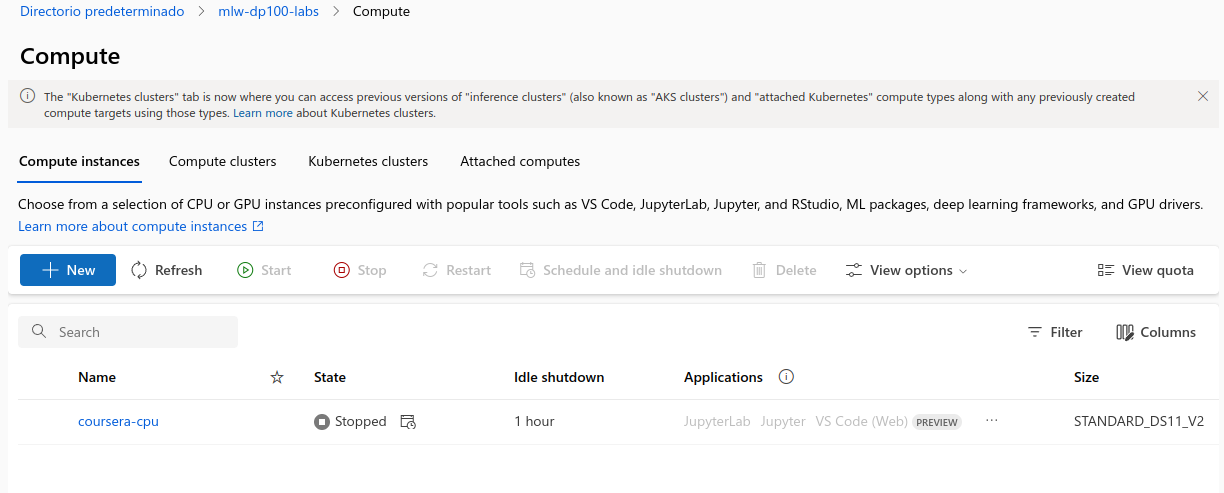 Directorio predeterminado > mlw-dp100-labs > Compute
Compute
The "Kubernetes clusters" tab is now where you can access previous versions of "inference clusters" (also known as "AKS clusters") and "attached Kubernetes" compute types along with any previously created
compute targets using those types. Learn more about Kubernetes clusters.
Compute instances Compute clusters Kubernetes clusters Attached computes
Choose from a selection of CPU or GPU instances preconfigured with popular tools such as VS Code, JupyterLab, Jupyter, and RStudio, ML packages, deep learning frameworks, and GPU drivers.
Learn more about compute instances
New Refresh Start Stop Restart Schedule and idle shutdown Delete View options View quota
Search Filter Columns
Name State Idle shutdown Applications Size
coursera-cpu Stopped 1 hour JupyterLab Jupyter VS Code (Web) PREVIEW ... STANDARD_DS11_V2